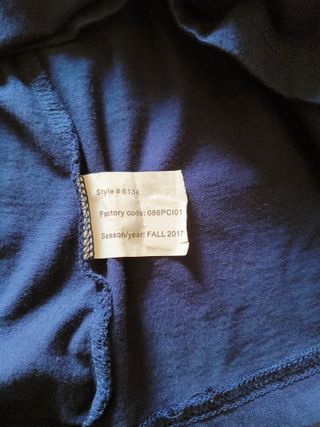 Style # 6134
Factory code: 086PCI01
Season/year: FALL 2017